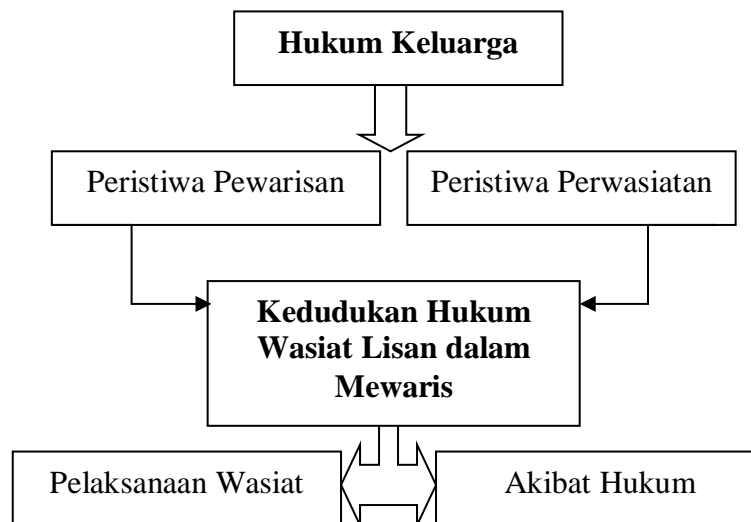 Hukum Keluarga
Peristiwa Pewarisan
Peristiwa Perwasiatan
Kedudukan Hukum
Wasiat Lisan dalam
Mewaris
Pelaksanaan Wasiat
Akibat Hukum